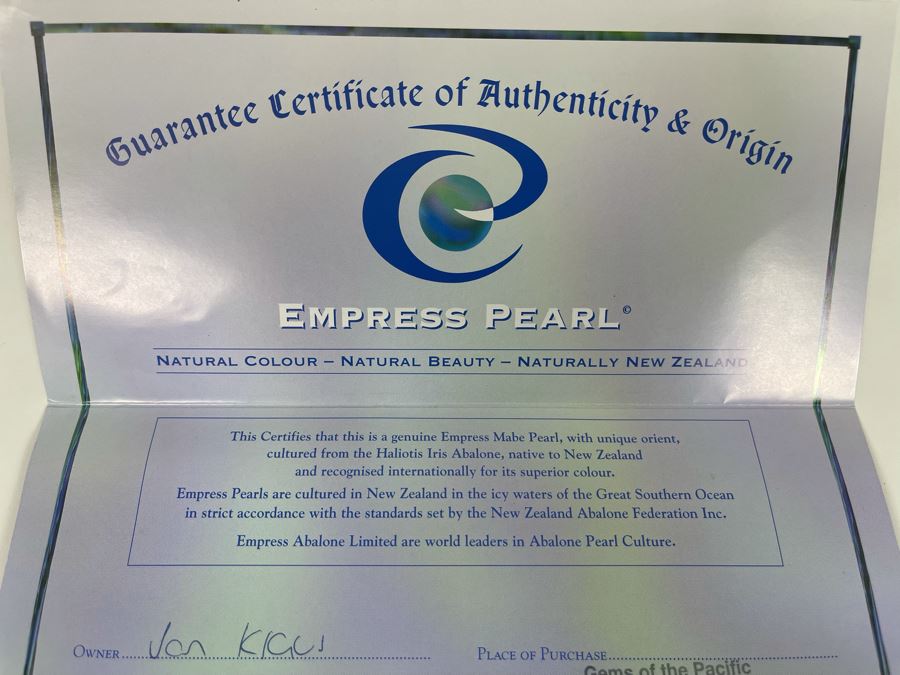 Guarantee Certificate of Authenticity & Origin
EMPRESS PEARL©
NATURAL COLOUR – NATURAL BEAUTY – NATURALLY NEW ZEALAND
This Certifies that this is a genuine Empress Mabe Pearl, with unique orient,
cultured from the Haliotis Iris Abalone, native to New Zealand
and recognised internationally for its superior colour.
Empress Pearls are cultured in New Zealand in the icy waters of the Great Southern Ocean
in strict accordance with the standards set by the New Zealand Abalone Federation Inc.
Empress Abalone Limited are world leaders in Abalone Pearl Culture.
OWNER
PLACE OF PURCHASE
Gems of the Pacific